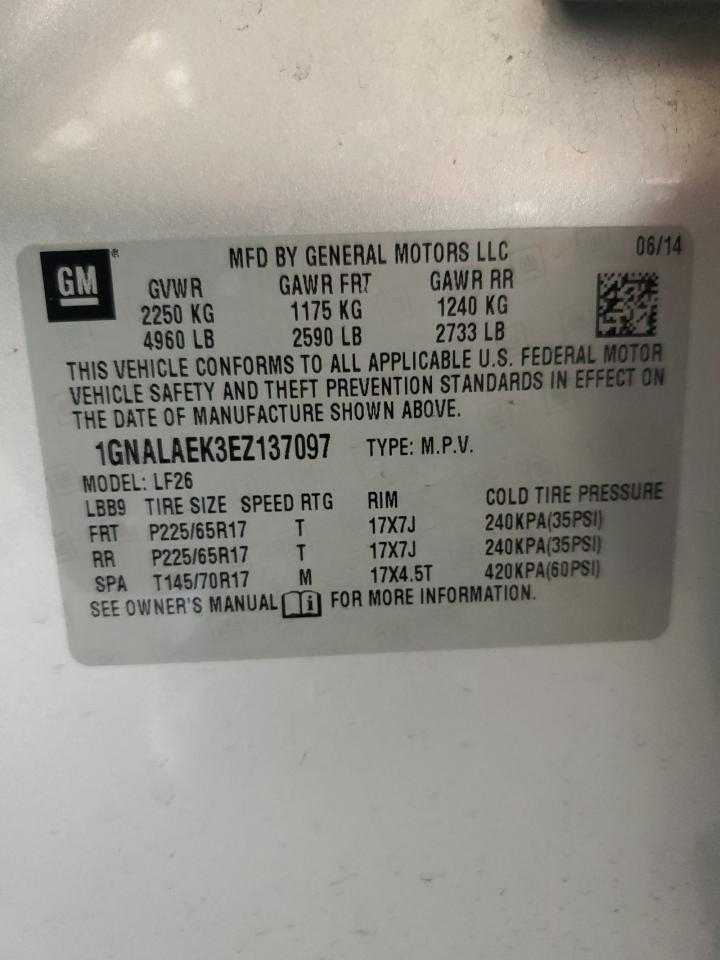 GM ®
MFD BY GENERAL MOTORS LLC 06/14
GVWR GAWR FRT GAWR RR
2250 KG 1175 KG 1240 KG
4960 LB 2590 LB 2733 LB
THIS VEHICLE CONFORMS TO ALL APPLICABLE U.S. FEDERAL MOTOR
VEHICLE SAFETY AND THEFT PREVENTION STANDARDS IN EFFECT ON
THE DATE OF MANUFACTURE SHOWN ABOVE.
1GNALAEK3EZ137097 TYPE: M.P.V.
MODEL: LF26
LBB9 TIRE SIZE SPEED RTG RIM COLD TIRE PRESSURE
FRT P225/65R17 T 17X7J 240KPA(35PSI)
RR P225/65R17 T 17X7J 240KPA(35PSI)
SPA T145/70R17 M 17X4.5T 420KPA(60PSI)
SEE OWNER'S MANUAL i FOR MORE INFORMATION.